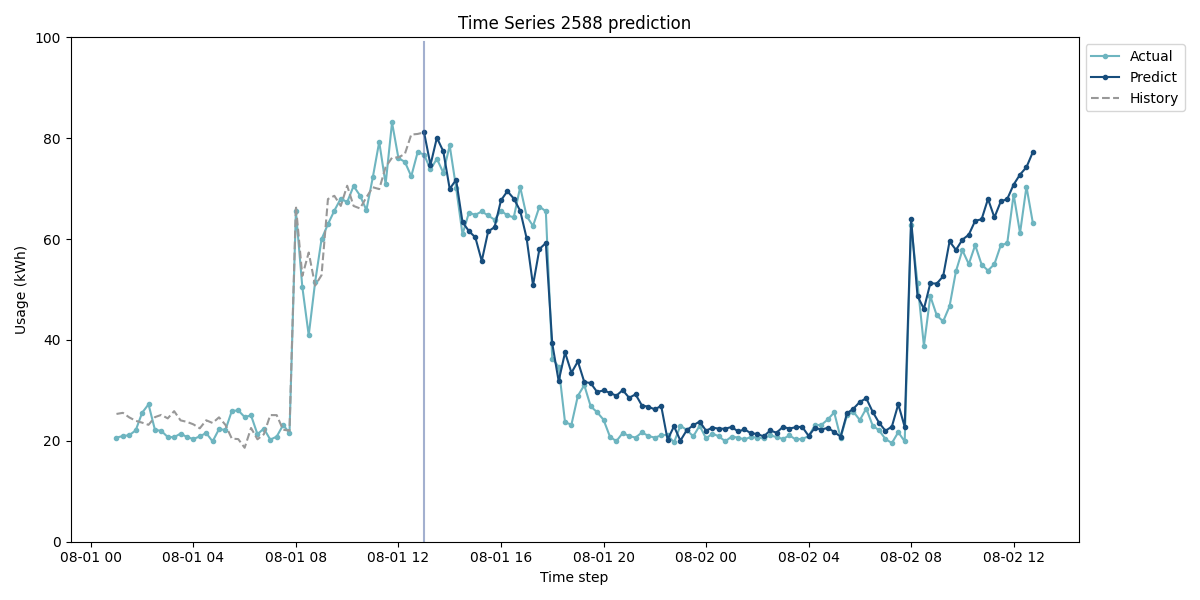 Time Series 2588 prediction
100
80
60
40
20
0
Usage (kWh)
08-01 00
08-01 04
08-01 08
08-01 12
08-01 16
08-01 20
08-02 00
08-02 04
08-02 08
08-02 12
Time step
Actual
Predict
History